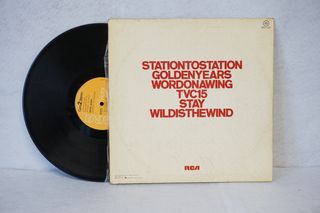 STATIONTOSTATION
GOLDENYEARS
WORDONAWING
TVC15
STAY
WILDISTHEWIND
RCA